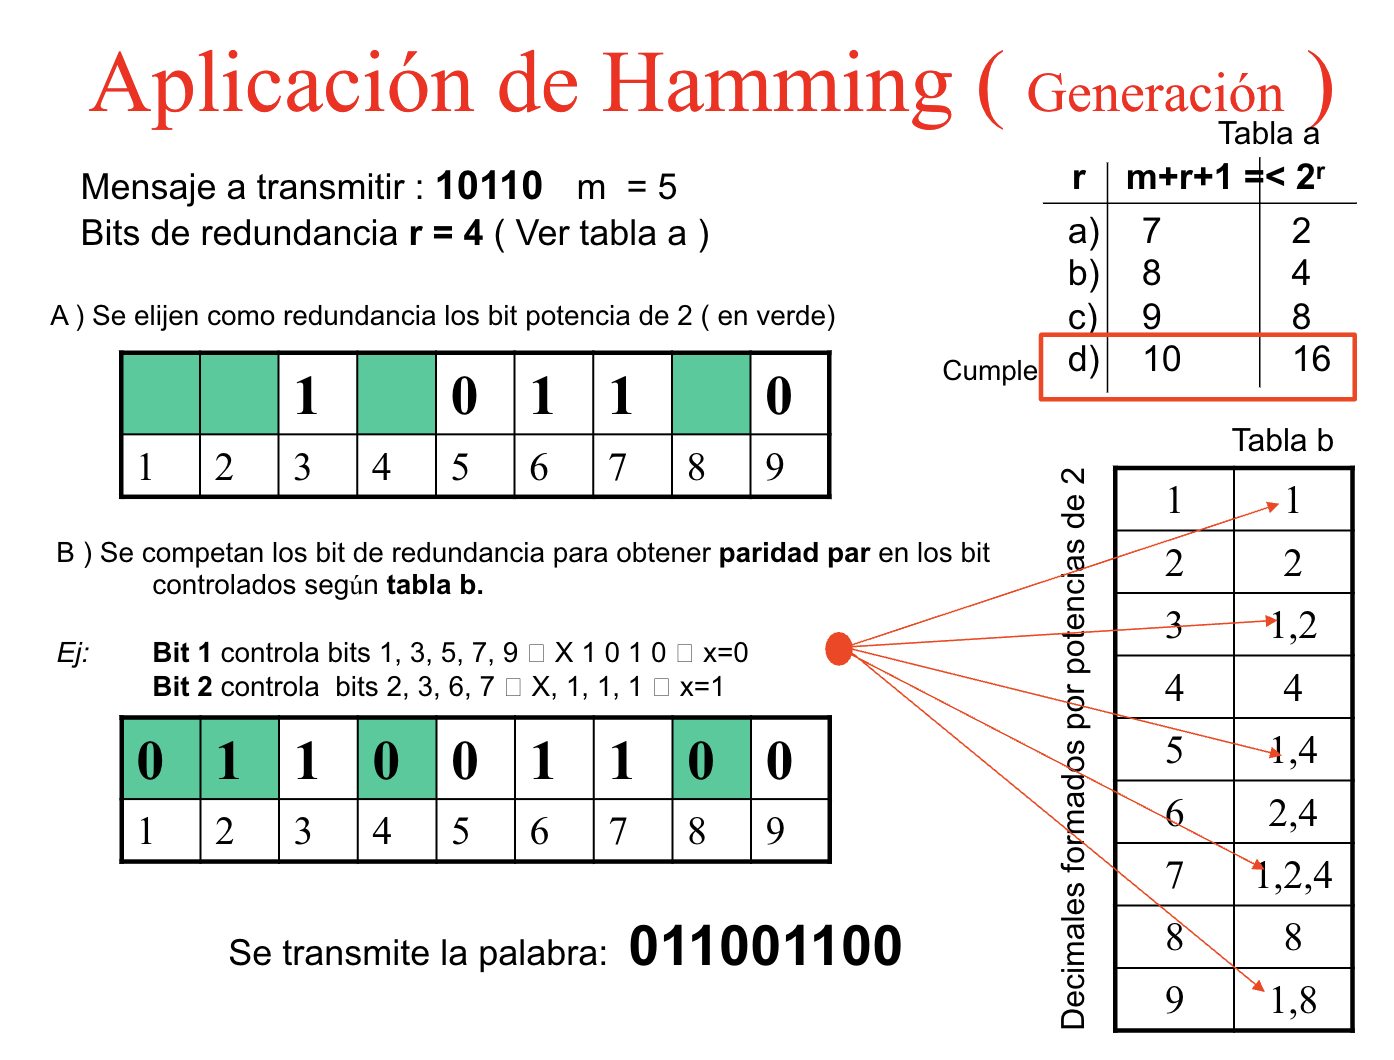 Aplicación de Hamming ( Generación )
Mensaje a transmitir : 10110 m = 5
Bits de redundancia r = 4 ( Ver tabla a )
Tabla a
r m+r+1 =< 2r
a) 7 2
b) 8 4
c) 9 8
Cumple d) 10 16
A ) Se elijen como redundancia los bit potencia de 2 ( en verde)
1 0 1 1 0
1 2 3 4 5 6 7 8 9
B ) Se competan los bit de redundancia para obtener paridad par en los bit
controlados según tabla b.
Ej: Bit 1 controla bits 1, 3, 5, 7, 9 □ X 1 0 1 0 □ x=0
Bit 2 controla bits 2, 3, 6, 7 □ X, 1, 1, 1 □ x=1
0 1 1 0 0 1 1 0 0
1 2 3 4 5 6 7 8 9
Se transmite la palabra: 011001100
Tabla b
Decimales formados por potencias de 2
1 1
2 2
3 1,2
4 4
5 1,4
6 2,4
7 1,2,4
8 8
9 1,8